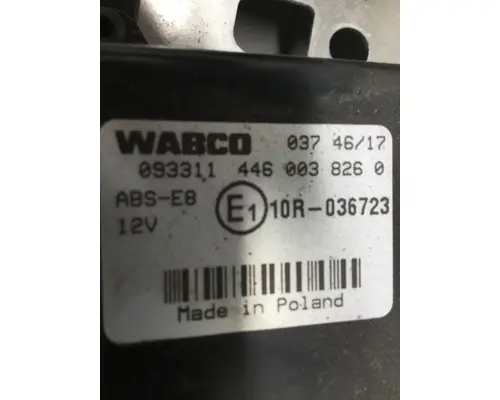 WABCO 037 46/17
093311 446 003 826 0
ABS-E8
12V
E1 10R-036723
Made in Poland